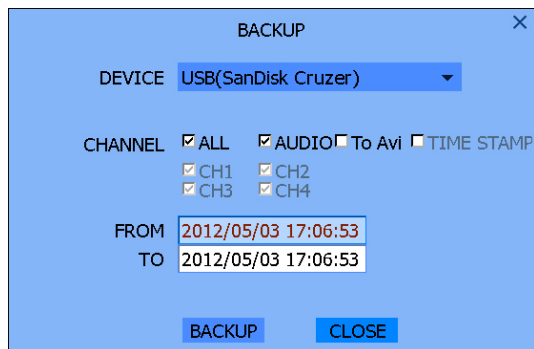 BACKUP
DEVICE USB(SanDisk Cruzer)
CHANNEL ALL AUDIO To Avi TIME STAMP
CH1 CH2
CH3 CH4
FROM 2012/05/03 17:06:53
TO 2012/05/03 17:06:53
BACKUP CLOSE